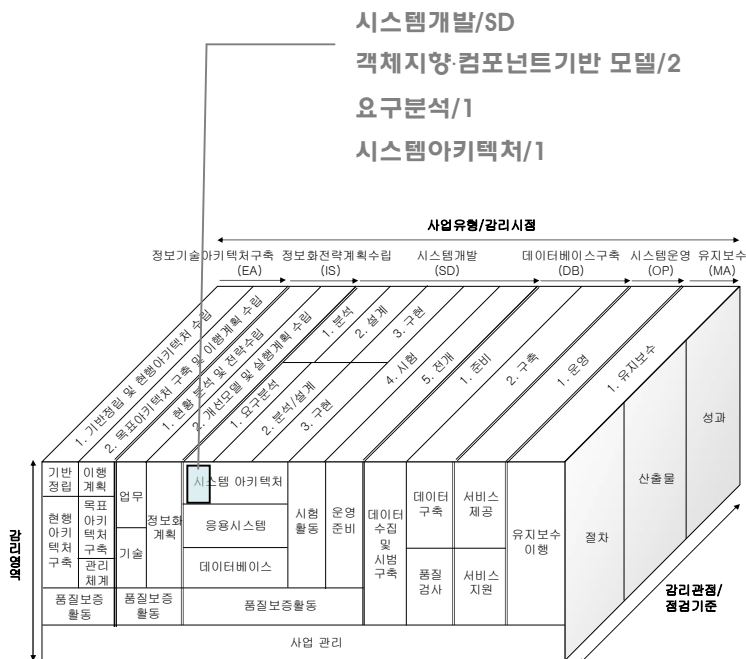 시스템개발/SD
객체지향·컴포넌트기반 모델/2
요구분석/1
시스템아키텍처/1
사업유형/감리시점
정보기술아키텍처구축
(EA)
정보화전략계획수립
(IS)
시스템개발
(SD)
데이터베이스구축
(DB)
시스템운영
(OP)
유지보수
(MA)
1. 기반정립 및 현행아키텍처 수립
2. 목표아키텍처 구축 및 이행계획 수립
1. 현황 분석 및 전략수립
2. 개선모델 및 실행계획 수립
1. 분석
2. 설계
3. 구현
1. 요구분석
2. 분석/설계
3. 구현
4. 시험
5. 전개
1. 준비
2. 구축
1. 운영
1. 유지보수
감리영역
기반
정립
이행
계획
현행
아키
텍처
구축
목표
아키
텍처
구축
관리
체계
업무
기술
정보화
계획
시스템 아키텍처
응용시스템
데이터베이스
시험
활동
운영
준비
데이터
수집
및
시범
구축
데이터
구축
품질
검사
서비스
제공
서비스
지원
유지보수
이행
품질보증
활동
품질보증
활동
품질보증활동
사업 관리
절차
산출물
성과
감리관점/
점검기준